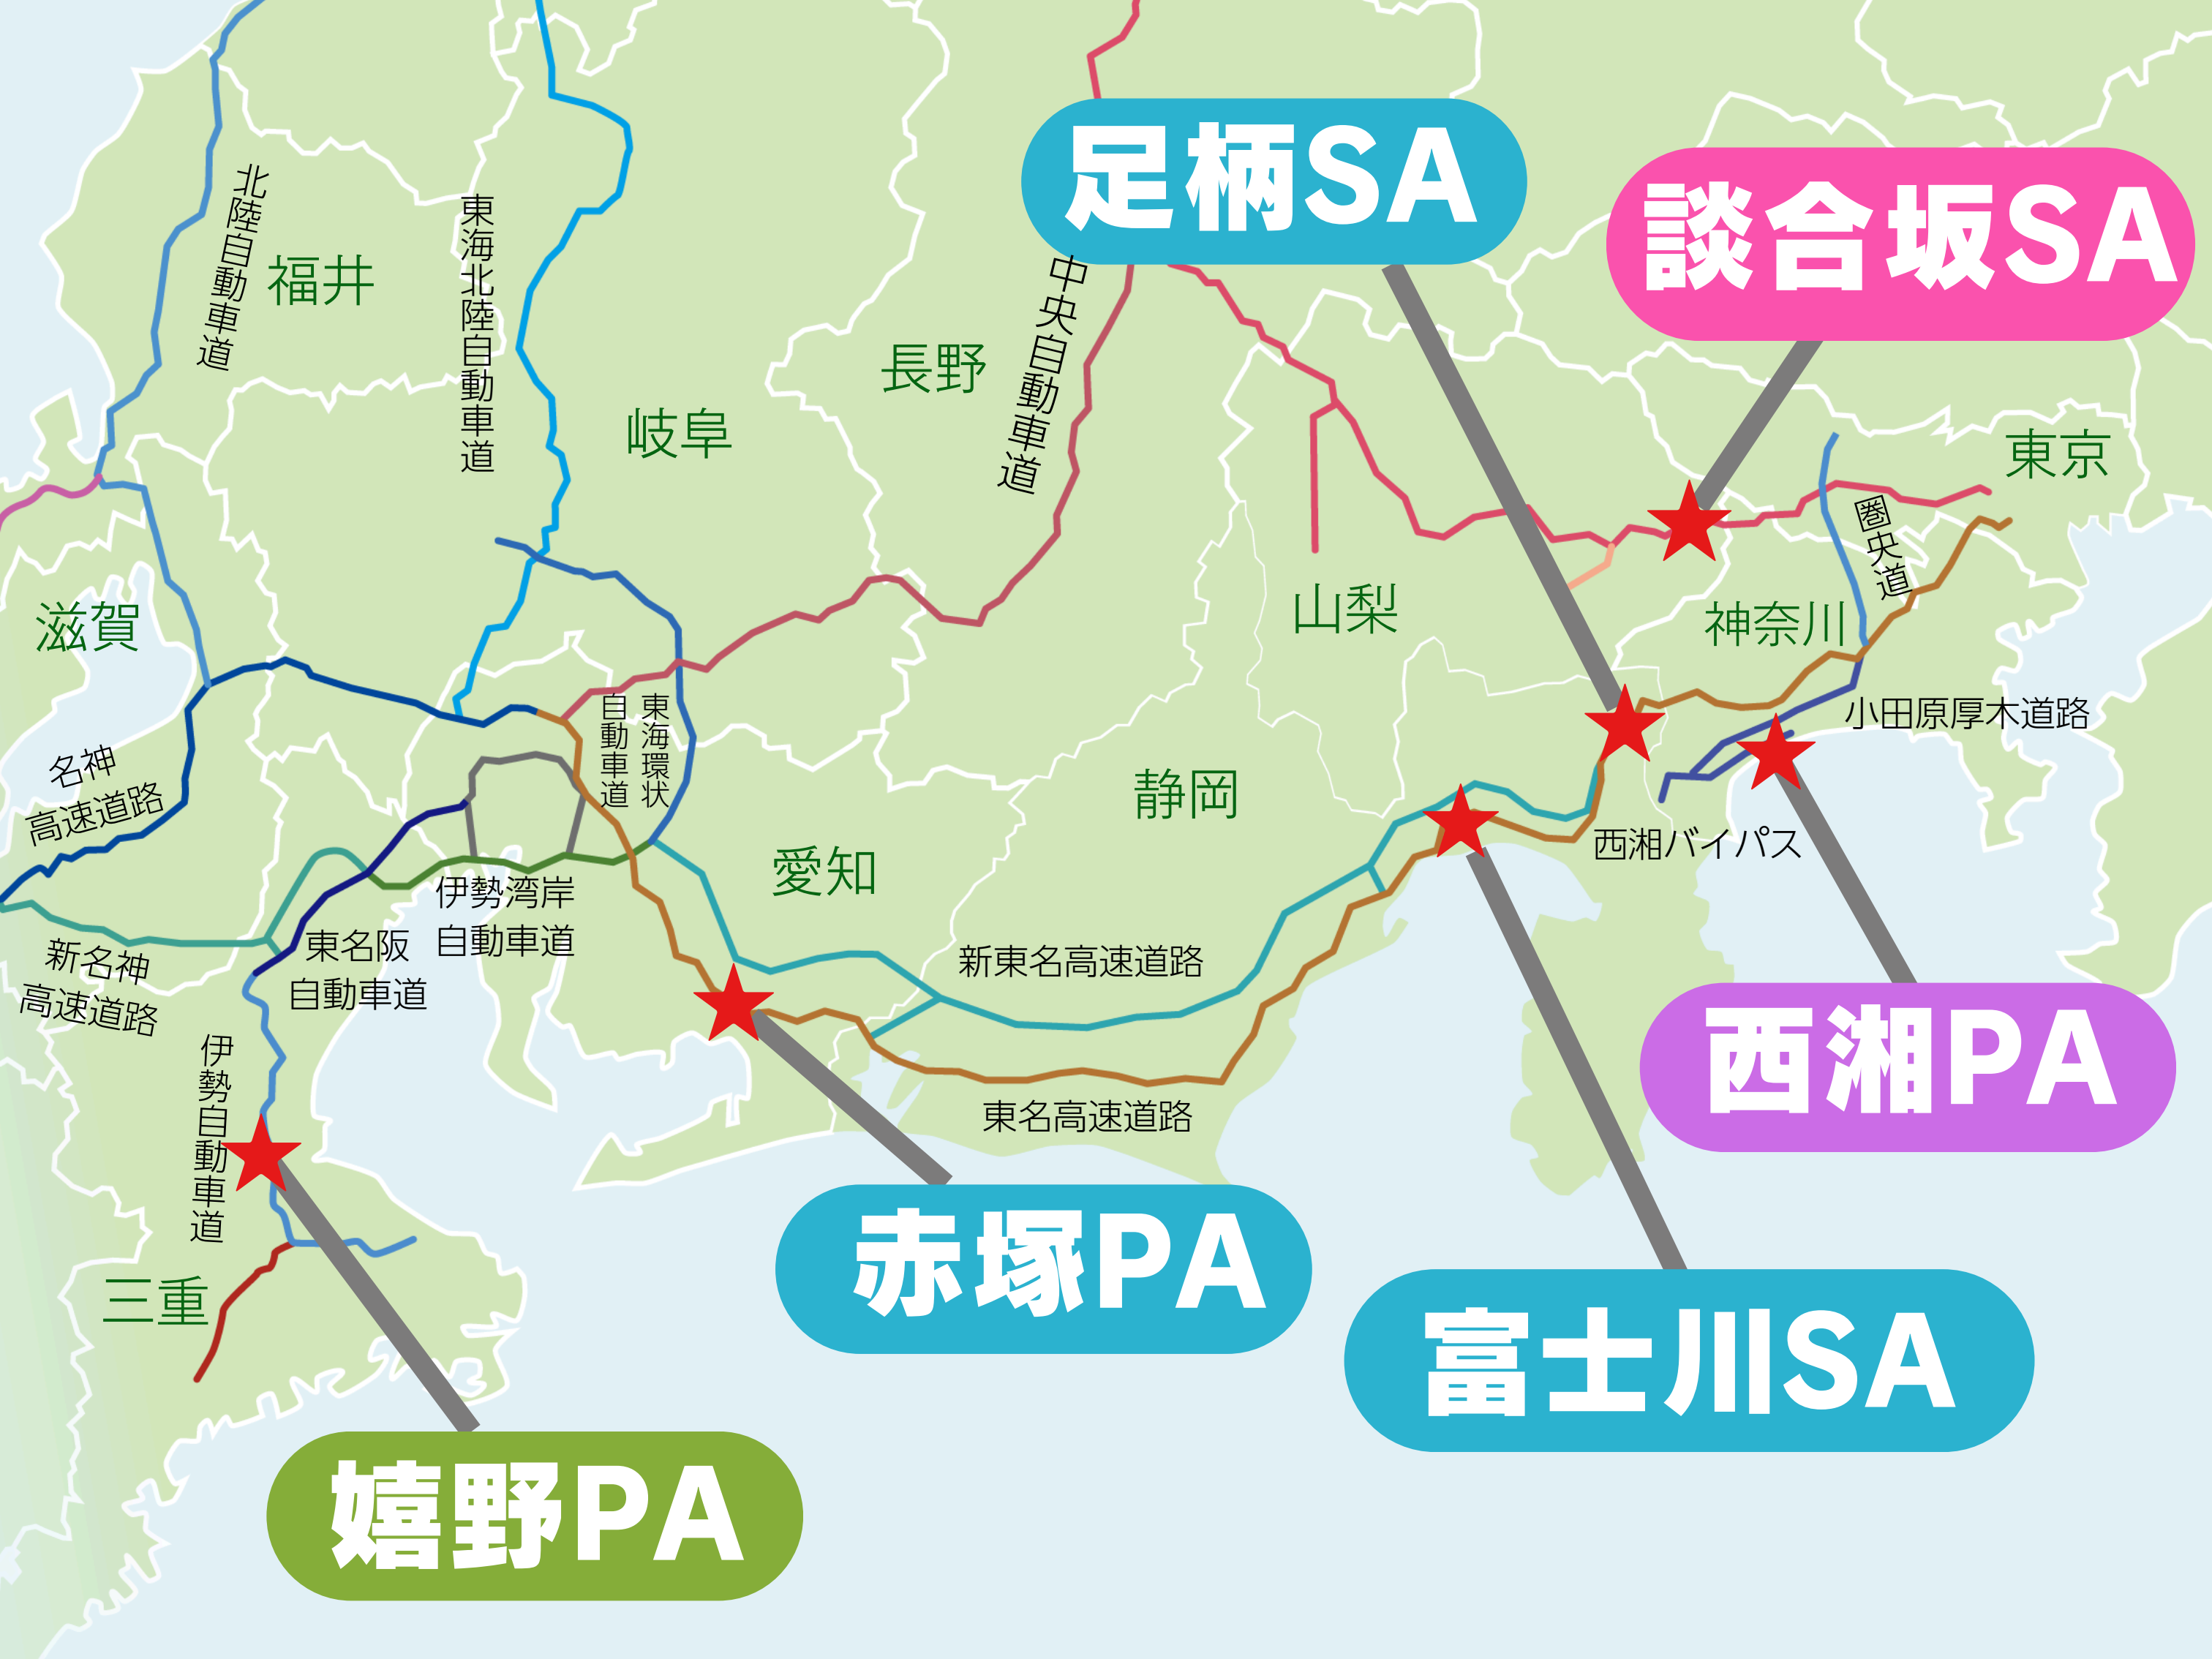 足柄SA
談合坂SA
北陸自動車道
福井
東海北陸自動車道
長野
中央自動車道
岐阜
東京
圏央道
滋賀
山梨
神奈川
小田原厚木道路
名神
高速道路
東海環状
自動車道
静岡
西湘バイパス
愛知
伊勢湾岸
自動車道
東名阪
自動車道
新名神
高速道路
新東名高速道路
西湘PA
伊勢自動車道
東名高速道路
赤塚PA
三重
富士川SA
嬉野PA